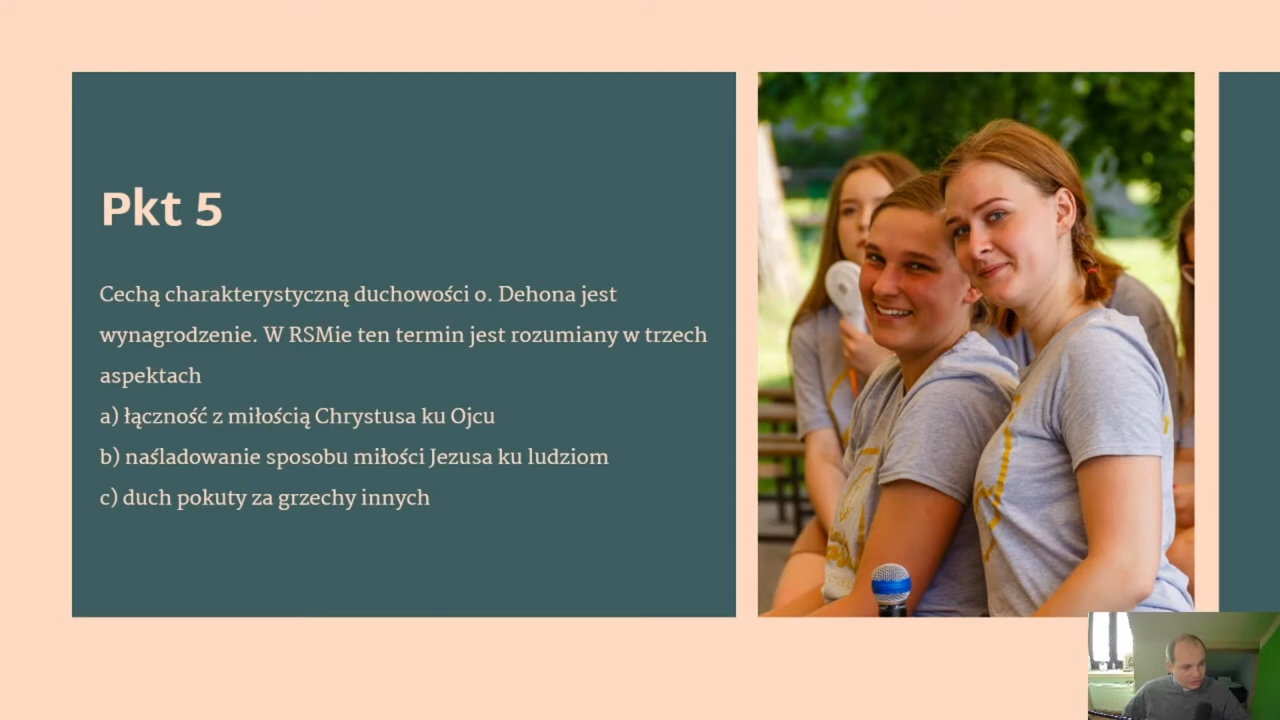 Pkt 5
Cechą charakterystyczną duchowości o. Dehona jest
wynagrodzenie. W RSMie ten termin jest rozumiany w trzech
aspektach
a) łączność z miłością Chrystusa ku Ojcu
b) naśladowanie sposobu miłości Jezusa ku ludziom
c) duch pokuty za grzechy innych